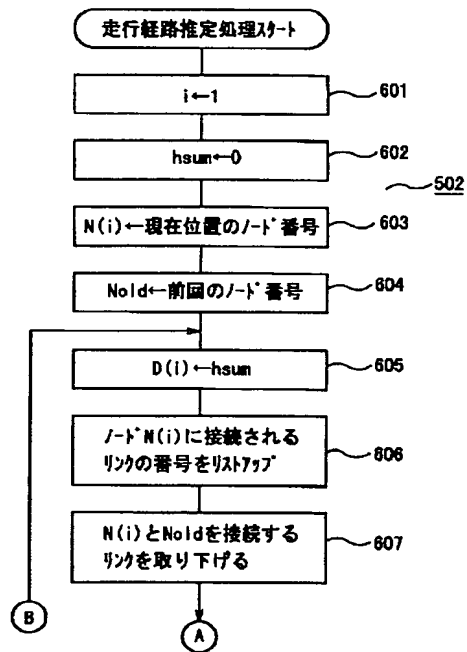 走行経路推定処理スタート
i←1
601
hsum←0
602
502
N(i)←現在位置のノード番号
603
Nold←前回のノード番号
604
D(i)←hsum
605
ノードN(i)に接続される
リンクの番号をリストアップ
606
N(i)とNoldを接続する
リンクを取り下げる
607
B
A